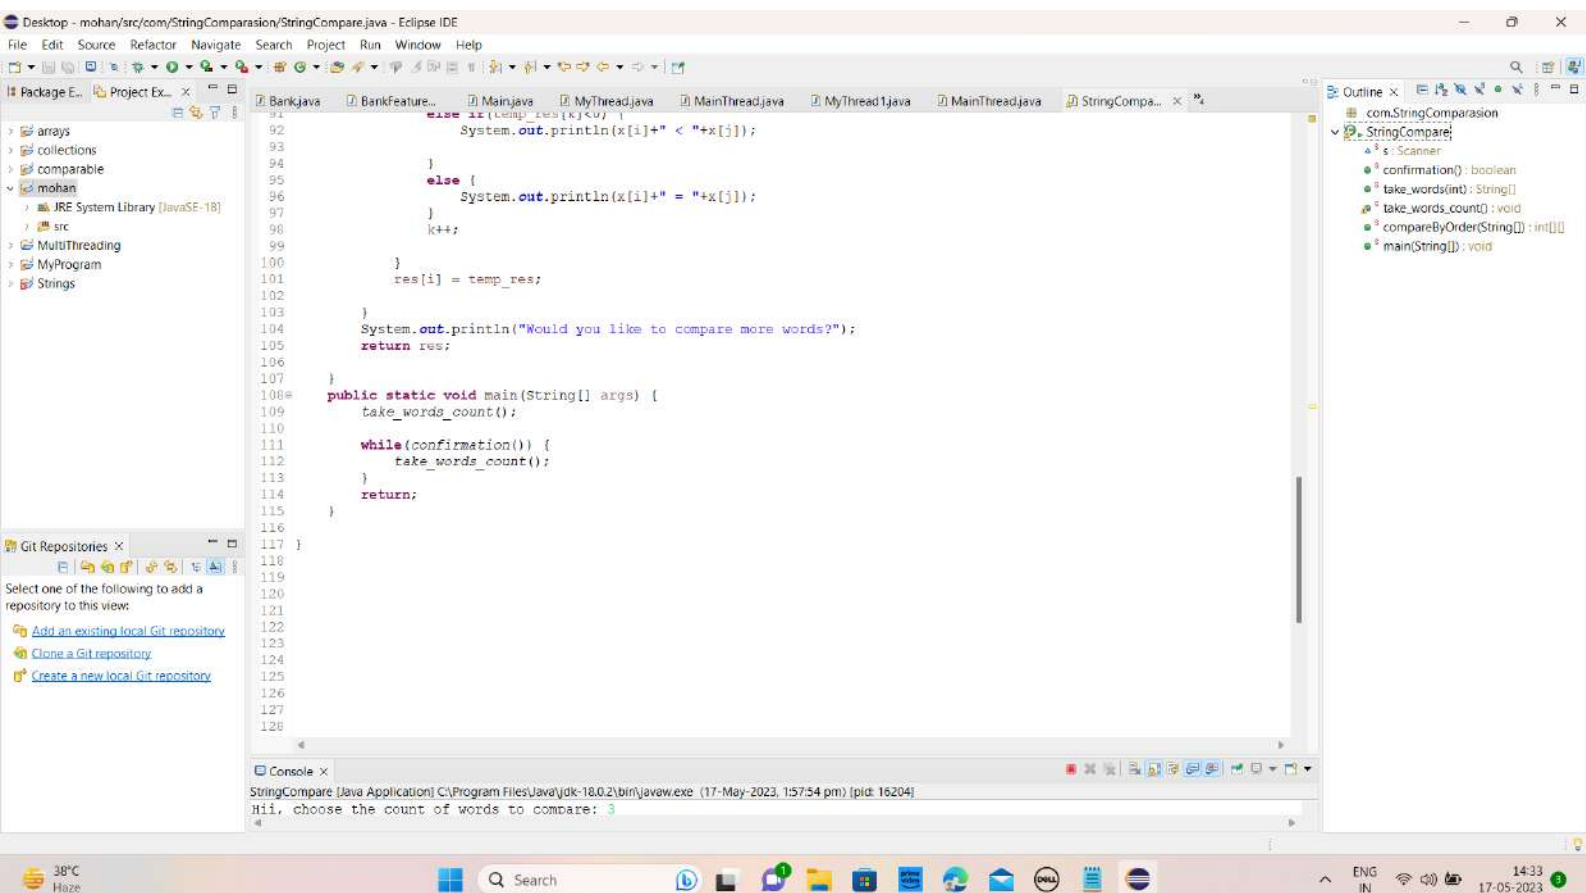 Desktop - mohan/src/com/StringComparasion/StringCompare.java - Eclipse IDE
File Edit Source Refactor Navigate Search Project Run Window Help
Package E... Project Ex...
arrays
collections
comparable
mohan
JRE System Library [JavaSE-18]
src
MultiThreading
MyProgram
Strings
Git Repositories
Select one of the following to add a
repository to this view:
Add an existing local Git repository
Clone a Git repository
Create a new local Git repository
Bank.java BankFeature... Main.java MyThread.java MainThread.java MyThread1.java MainThread.java StringCompa...
91 else if(temp_res[k]<0) {
92 System.out.println(x[i]+" < "+x[j]);
93
94 }
95 else {
96 System.out.println(x[i]+" = "+x[j]);
97 }
98 k++;
99
100 }
101 res[i] = temp_res;
102
103 }
104 System.out.println("Would you like to compare more words?");
105 return res;
106
107 }
108 public static void main(String[] args) {
109 take_words_count();
110
111 while(confirmation()) {
112 take_words_count();
113 }
114 return;
115 }
116
117 }
118
119
120
121
122
123
124
125
126
127
128
Console
StringCompare [Java Application] C:\Program Files\Java\jdk-18.0.2\bin\javaw.exe (17-May-2023, 1:57:54 pm) [pid: 16204]
Hii, choose the count of words to compare: 3
Outline
com.StringComparasion
StringCompare
s : Scanner
confirmation() : boolean
take_words(int) : String[]
take_words_count() : void
compareByOrder(String[]) : int[][]
main(String[]) : void
38°C
Haze
Search
1
prime video
DELL
ENG
IN
14:33
17-05-2023
3